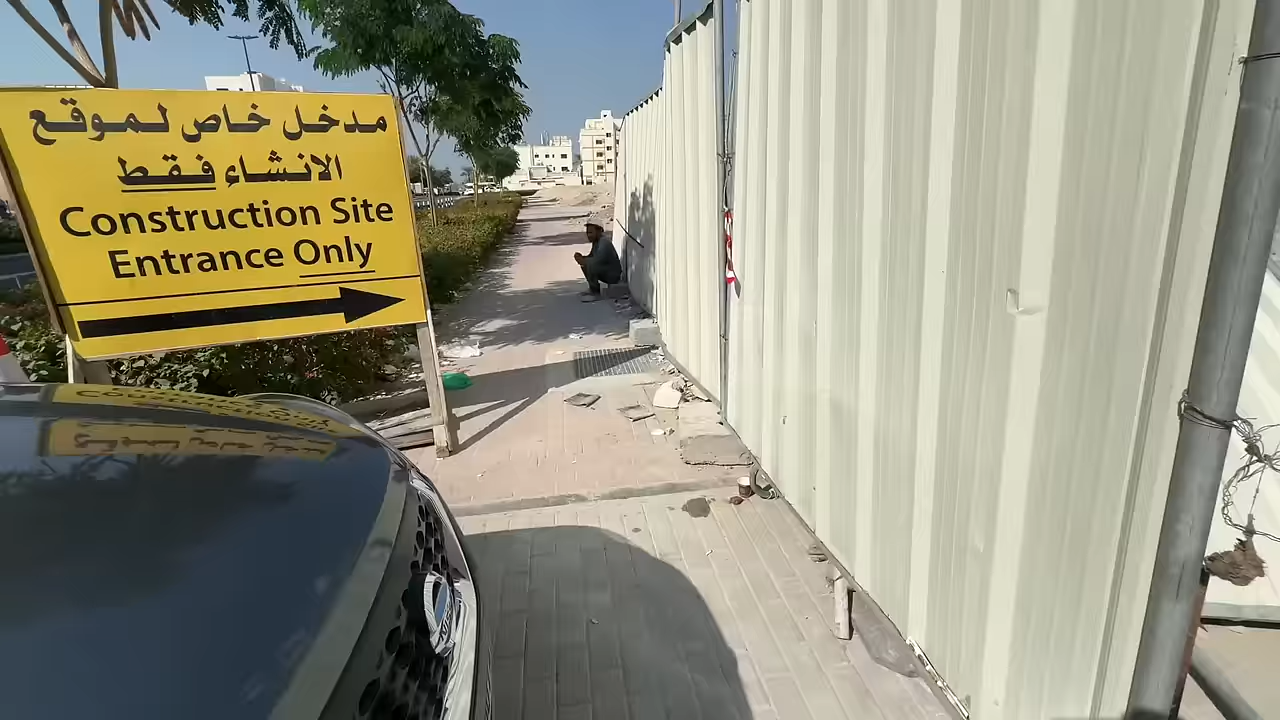 مدخل خاص لموقع
الانشاء فقط
Construction Site
Entrance Only